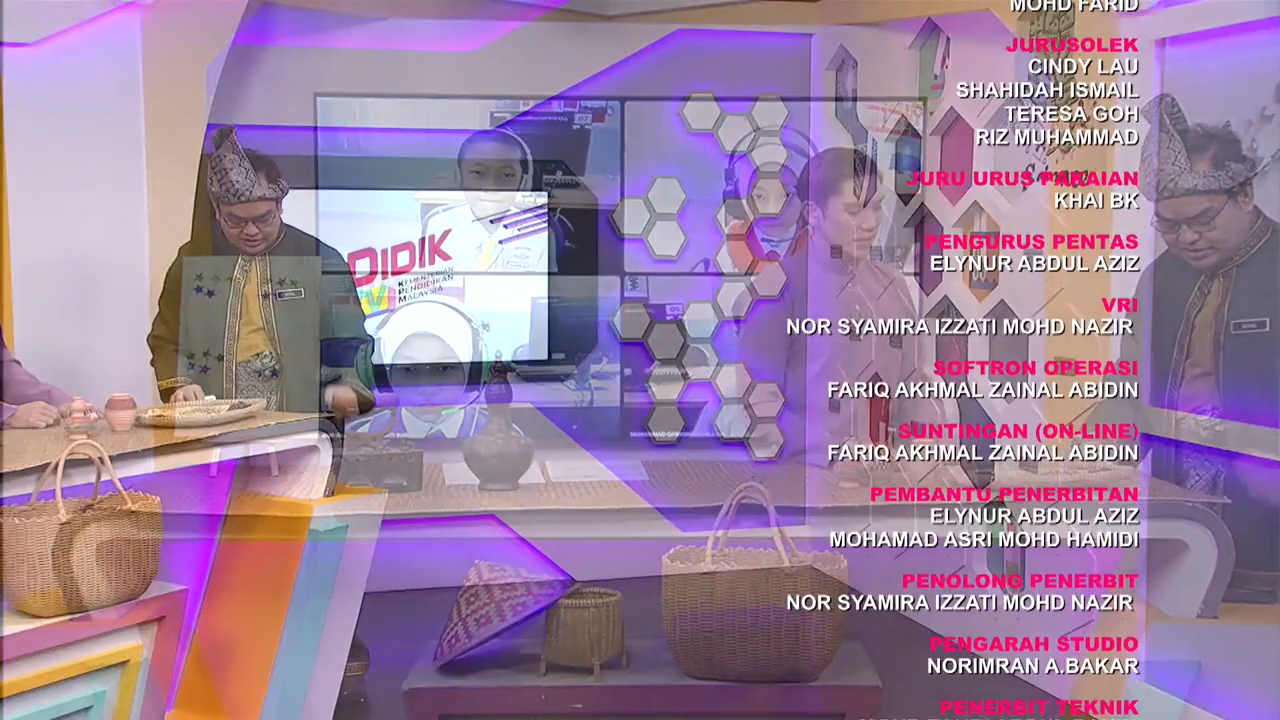 MOHD FARID
JURUSOLEK
CINDY LAU
SHAHIDAH ISMAIL
TERESA GOH
RIZ MUHAMMAD
JURU URUS PAKAIAN
KHAI BK
PENGURUS PENTAS
ELYNUR ABDUL AZIZ
VRI
NOR SYAMIRA IZZATI MOHD NAZIR
SOFTRON OPERASI
FARIQ AKHMAL ZAINAL ABIDIN
SUNTINGAN (ON-LINE)
FARIQ AKHMAL ZAINAL ABIDIN
PEMBANTU PENERBITAN
ELYNUR ABDUL AZIZ
MOHAMAD ASRI MOHD HAMIDI
PENOLONG PENERBIT
NOR SYAMIRA IZZATI MOHD NAZIR
PENGARAH STUDIO
NORIMRAN A.BAKAR
PENERBIT TEKNIK
DIDIK
TV
KEMENTERIAN
PENDIDIKAN
MALAYSIA